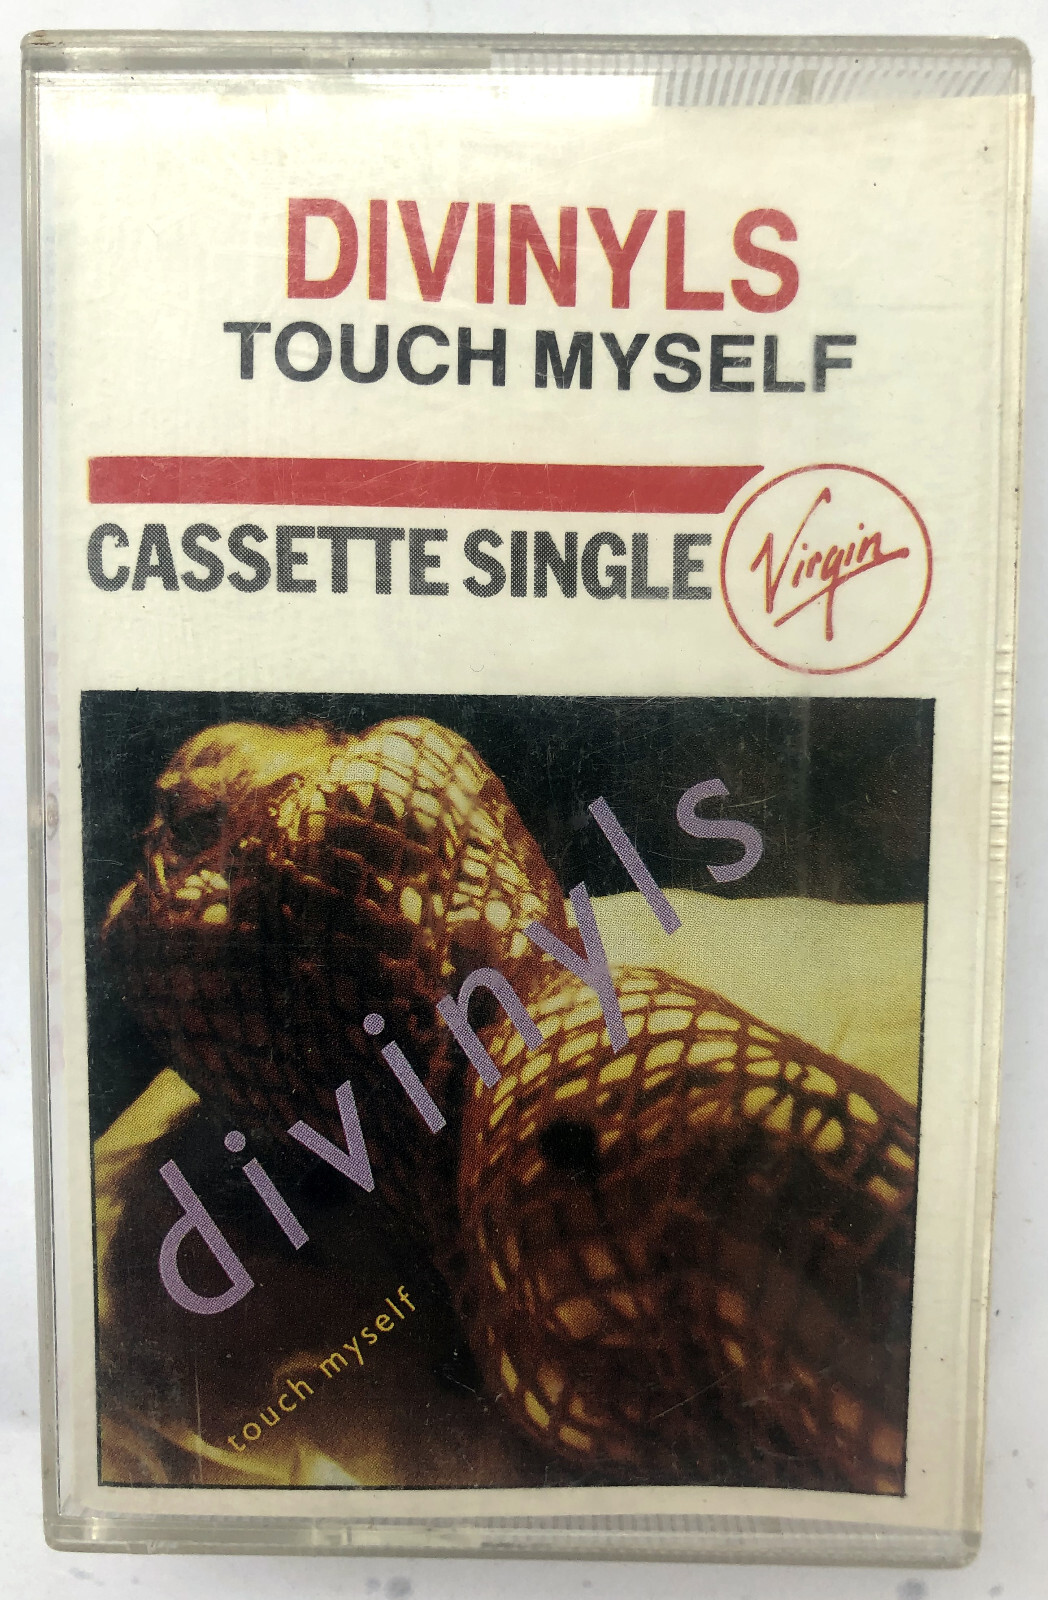 DIVINYLS
TOUCH MYSELF
CASSETTE SINGLE
Virgin
divinyls
touch myself